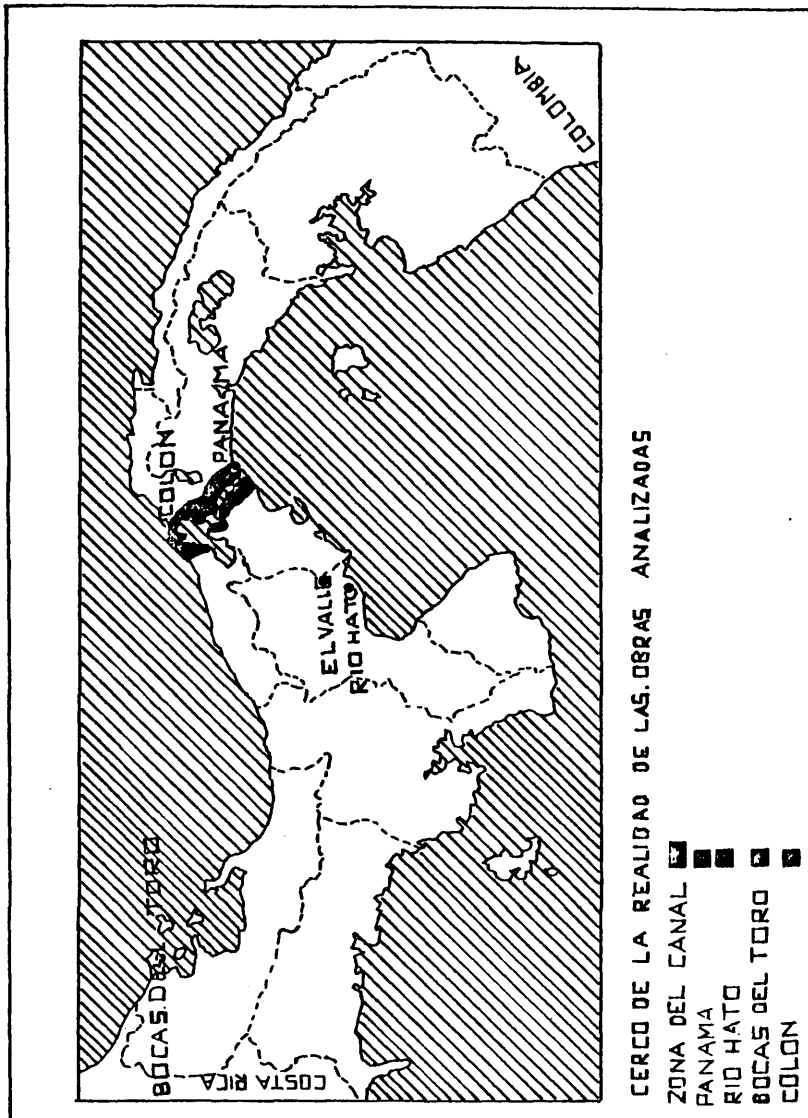 BOCAS DEL TORO
COSTA RICA
COLON
PANAMA
EL VALLE
RIO HATO
COLOMBIA
CERCO DE LA REALIDAD DE LAS. OBRAS ANALIZADAS
ZONA DEL CANAL
PANAMA
RIO HATO
BOCAS DEL TORO
COLON